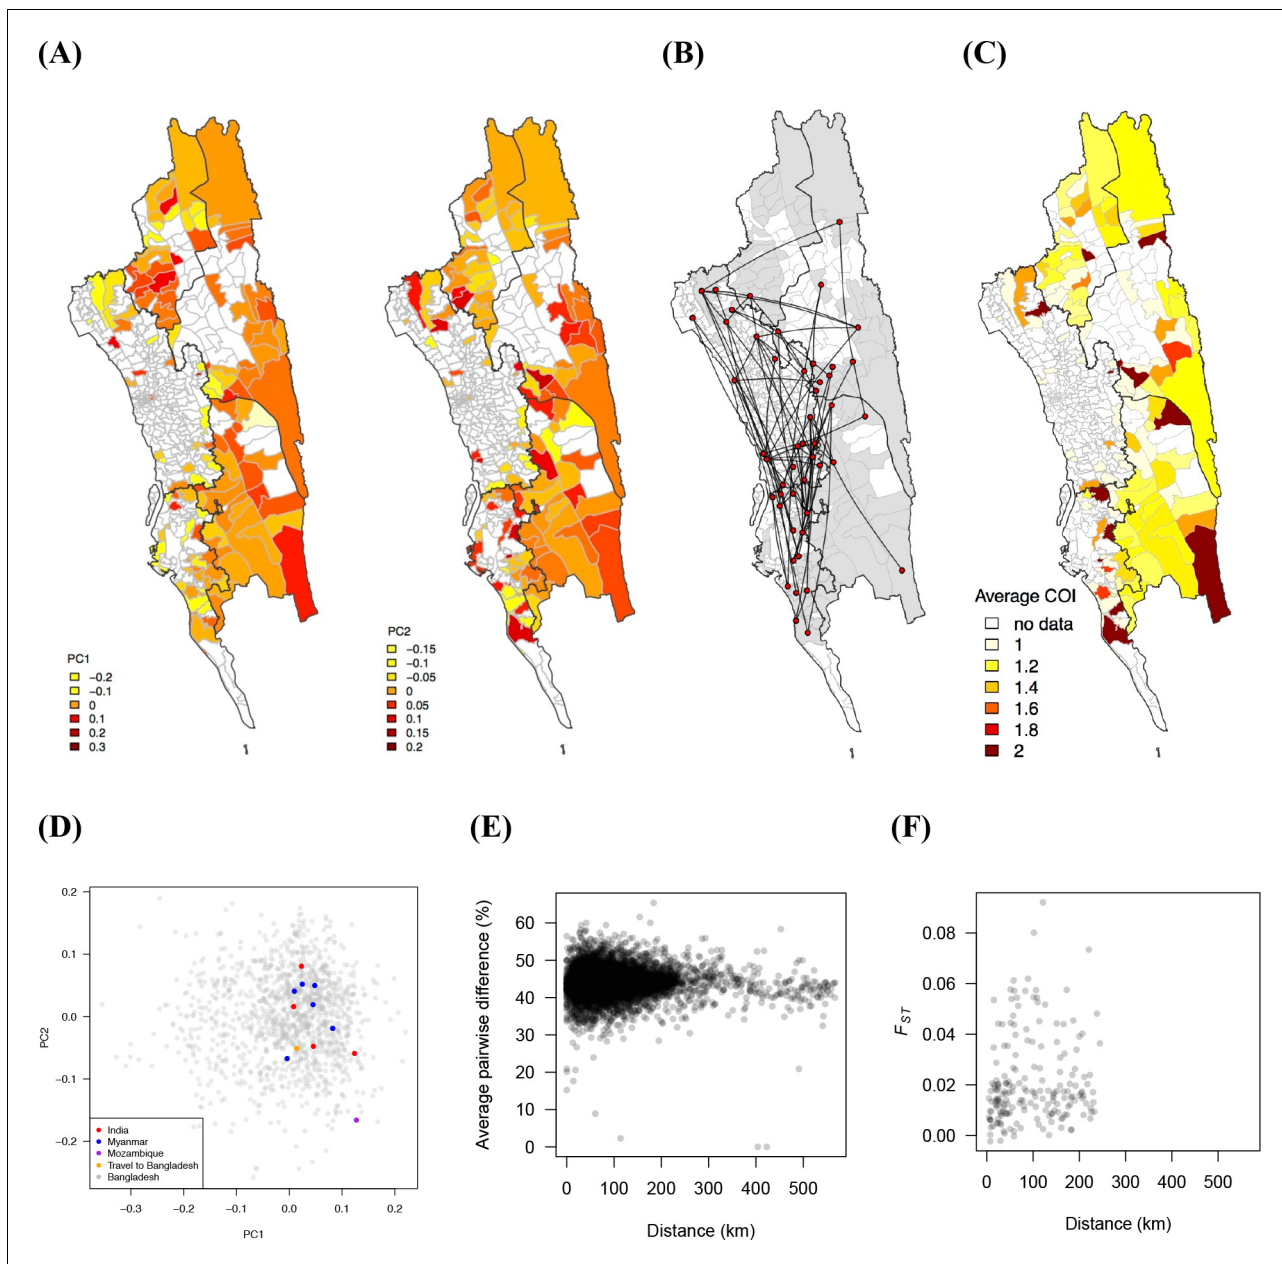 (A)
(B)
(C)
PC1
−0.2
−0.1
0
0.1
0.2
0.3
PC2
−0.15
−0.1
−0.05
0
0.05
0.1
0.15
0.2
Average COI
no data
1
1.2
1.4
1.6
1.8
2
(D)
(E)
(F)
0.2
0.1
0.0
−0.1
−0.2
PC2
India
Myanmar
Mozambique
Travel to Bangladesh
Bangladesh
−0.3 −0.2 −0.1 0.0 0.1 0.2
PC1
Average pairwise difference (%)
60
50
40
30
20
10
0
0 100 200 300 400 500
Distance (km)
FST
0.08
0.06
0.04
0.02
0.00
0 100 200 300 400 500
Distance (km)